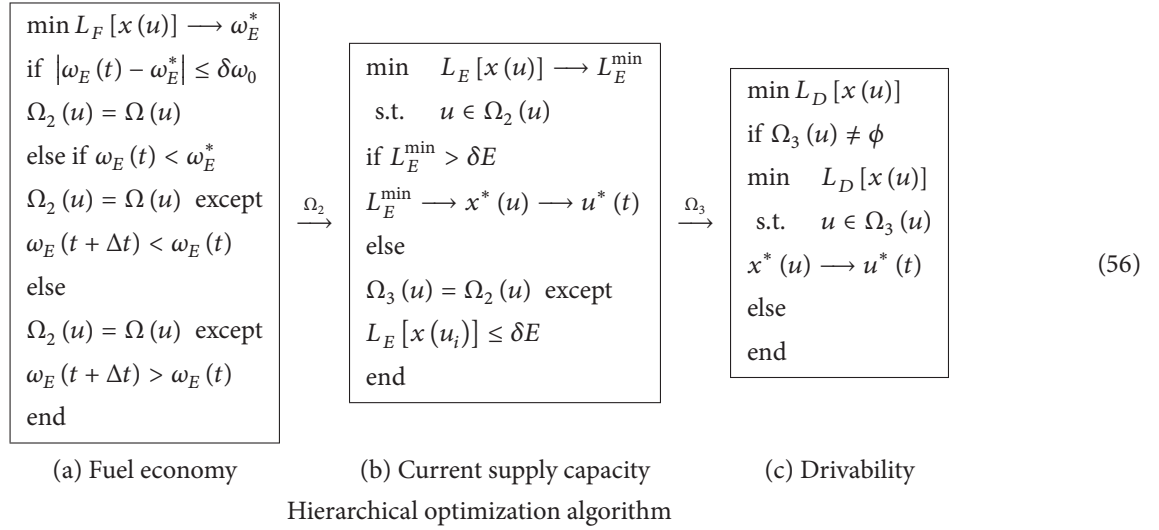 min L_F [x (u)] ⟶ ω_E^*
if |ω_E (t) − ω_E^*| ≤ δω_0
Ω_2 (u) = Ω (u)
else if ω_E (t) < ω_E^*
Ω_2 (u) = Ω (u) except
ω_E (t + Δt) < ω_E (t)
else
Ω_2 (u) = Ω (u) except
ω_E (t + Δt) > ω_E (t)
end
(a) Fuel economy
Ω_2 ⟶
min L_E [x (u)] ⟶ L_E^min
s.t. u ∈ Ω_2 (u)
if L_E^min > δE
L_E^min ⟶ x^* (u) ⟶ u^* (t)
else
Ω_3 (u) = Ω_2 (u) except
L_E [x (u_i)] ≤ δE
end
(b) Current supply capacity
Ω_3 ⟶
min L_D [x (u)]
if Ω_3 (u) ≠ ϕ
min L_D [x (u)]
s.t. u ∈ Ω_3 (u)
x^* (u) ⟶ u^* (t)
else
end
(c) Drivability
(56)
Hierarchical optimization algorithm